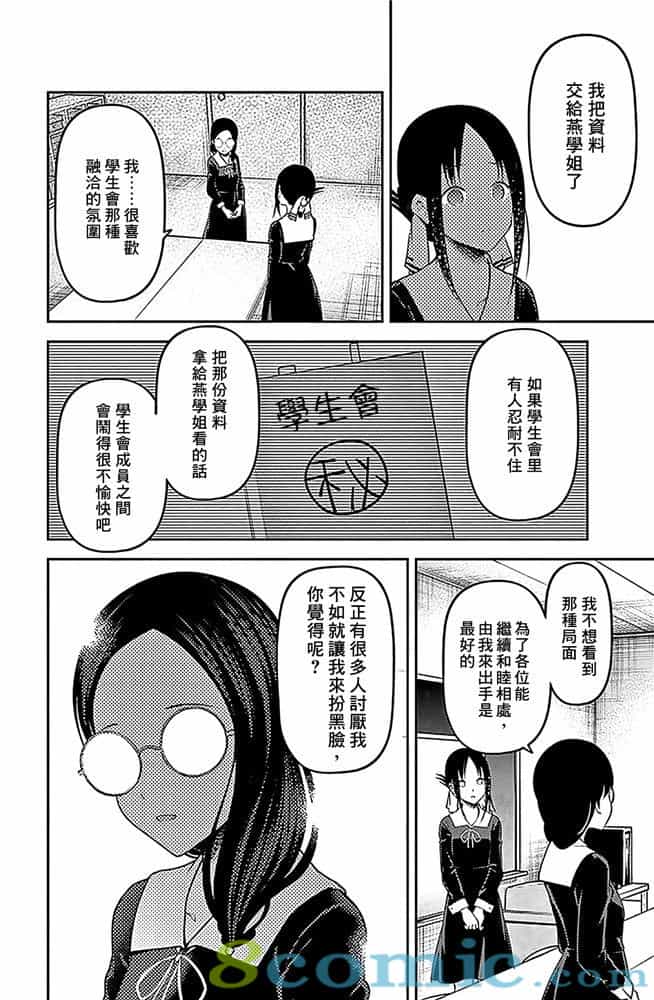 我把資料
交給燕學姐了
我……很喜歡
學生會那種
融洽的氛圍
如果學生會里
有人忍耐不住
學生會
秘
把那份資料
拿給燕學姐看的話
學生會成員之間
會鬧得很不愉快吧
我不想看到
那種局面
為了各位能
繼續和睦相處，
由我來出手是
最好的
反正有很多人討厭我
不如就讓我來扮黑臉，
你覺得呢？
8comic.com